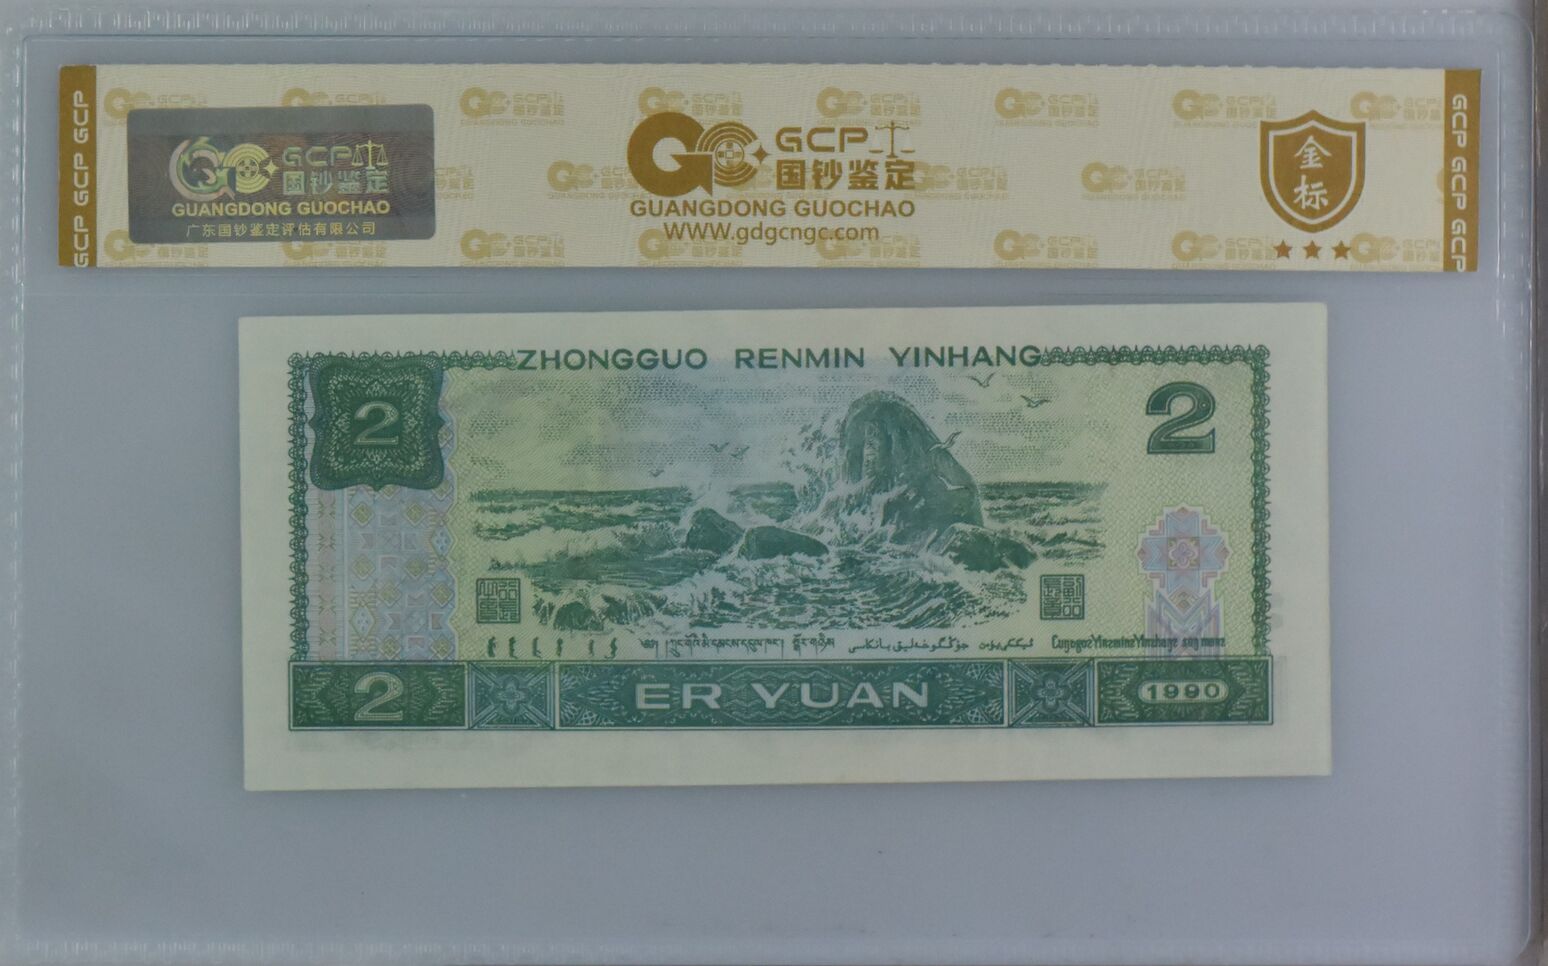 GCP GCP GCP
GCP
国钞鉴定
GUANGDONG GUOCHAO
广东国钞鉴定评估有限公司
GCP
国钞鉴定
GUANGDONG GUOCHAO
WWW.gdgcngc.com
金
标
GCP GCP GCP
ZHONGGUO RENMIN YINHANG
2
2
2
ER YUAN
1990